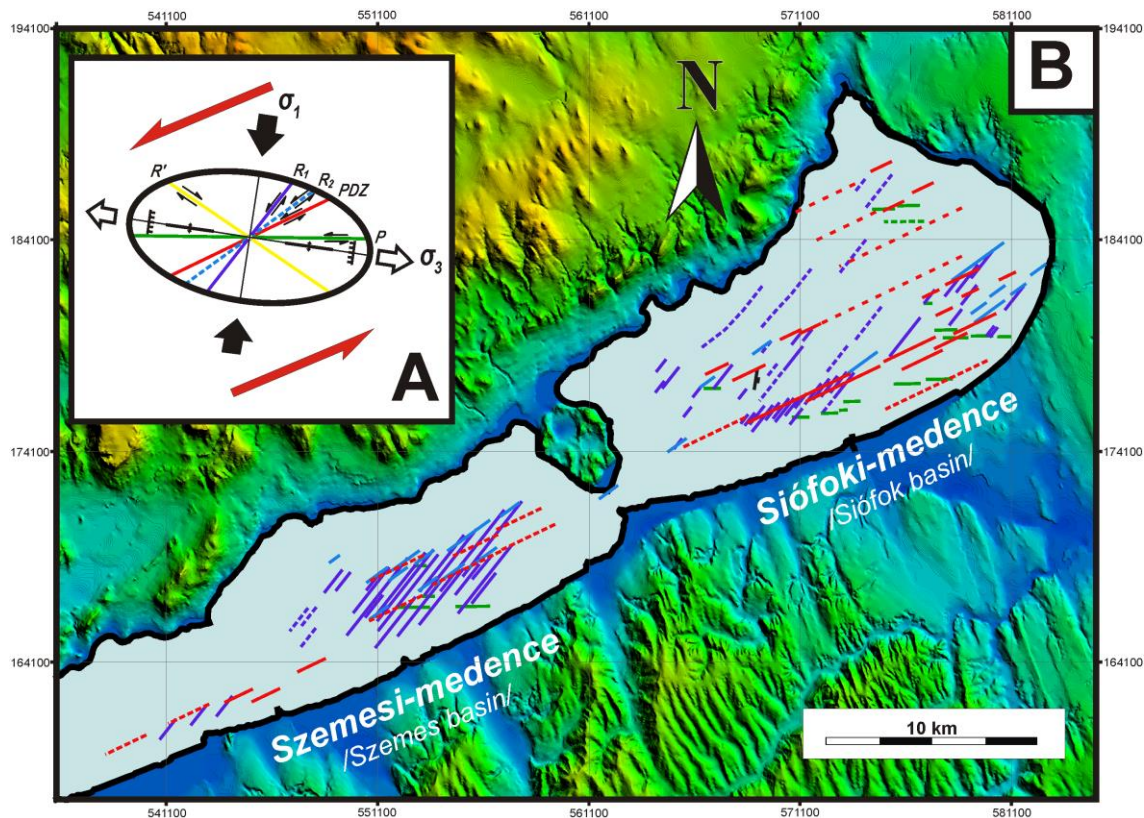 541100
551100
561100
571100
581100
194100
194100
B
N
σ1
R'
R1
R2
PDZ
P
σ3
A
184100
184100
174100
174100
Siófoki-medence
/Siófok basin/
164100
164100
Szemesi-medence
/Szemes basin/
10 km
541100
551100
561100
571100
581100